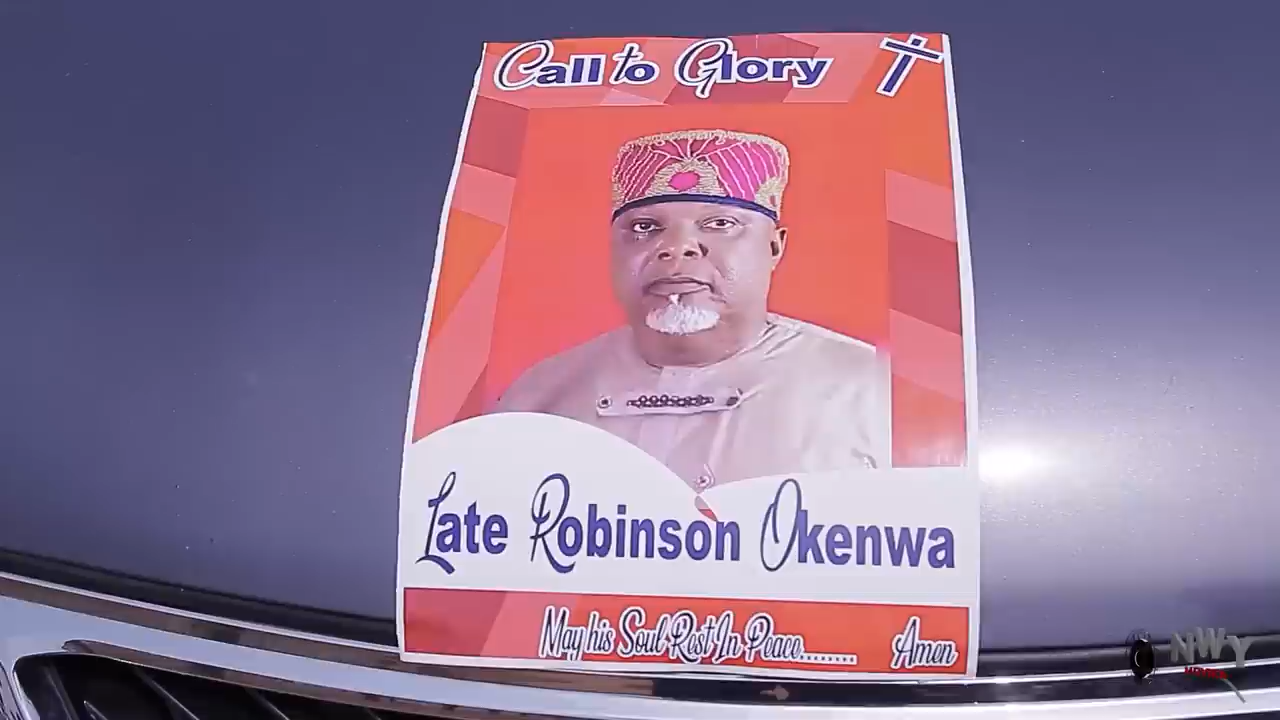 Call to Glory
Late Robinson Okenwa
May his Soul Rest In Peace........ Amen
NWY